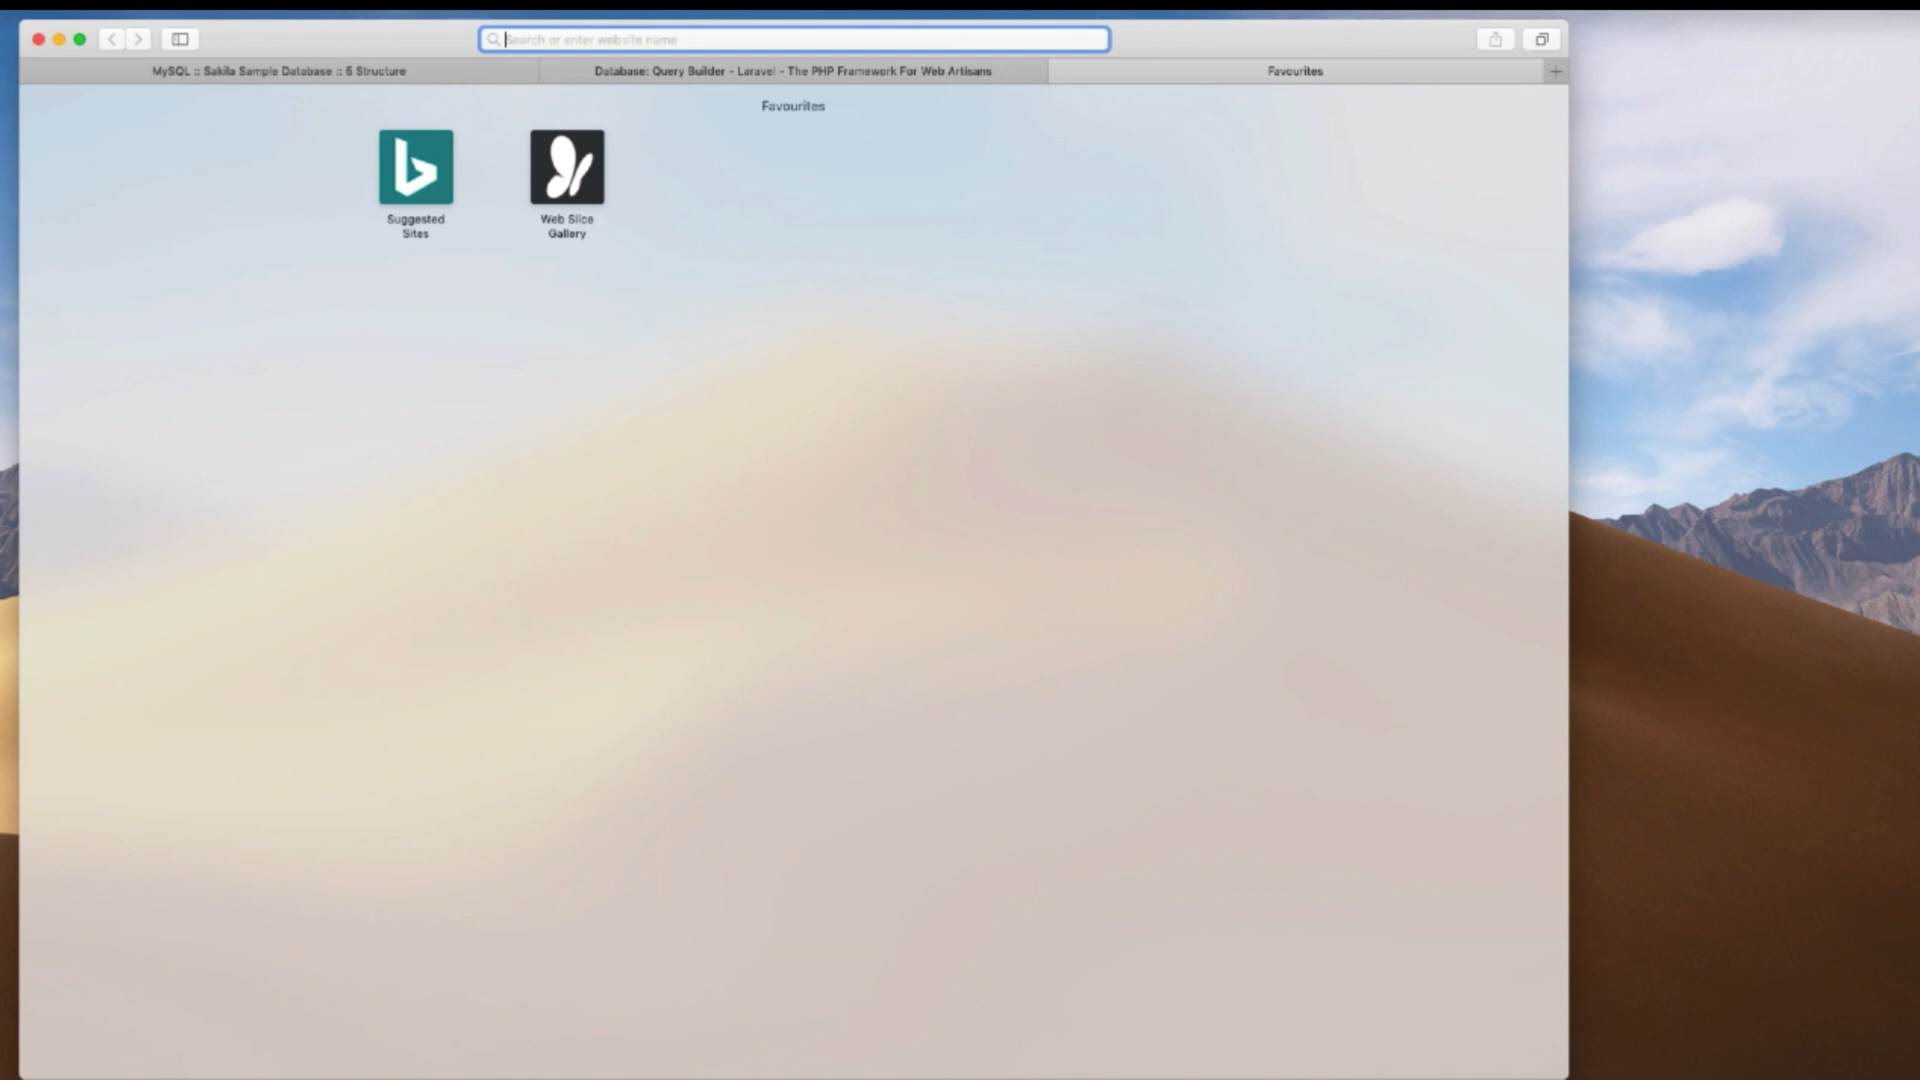 Search or enter website name
MySQL :: Sakila Sample Database :: 5 Structure
Database: Query Builder - Laravel - The PHP Framework For Web Artisans
Favourites
Favourites
Suggested
Sites
Web Slice
Gallery